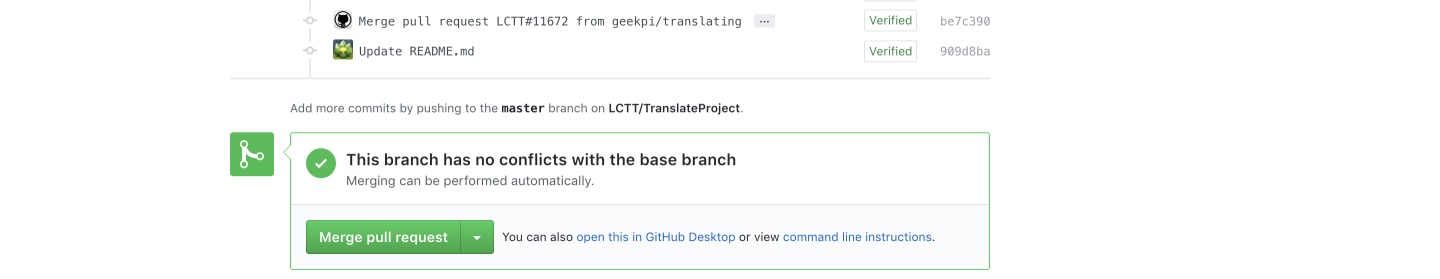 Merge pull request LCTT#11672 from geekpi/translating … Verified be7c390
Update README.md Verified 909d8ba
Add more commits by pushing to the master branch on LCTT/TranslateProject.
This branch has no conflicts with the base branch
Merging can be performed automatically.
Merge pull request You can also open this in GitHub Desktop or view command line instructions.